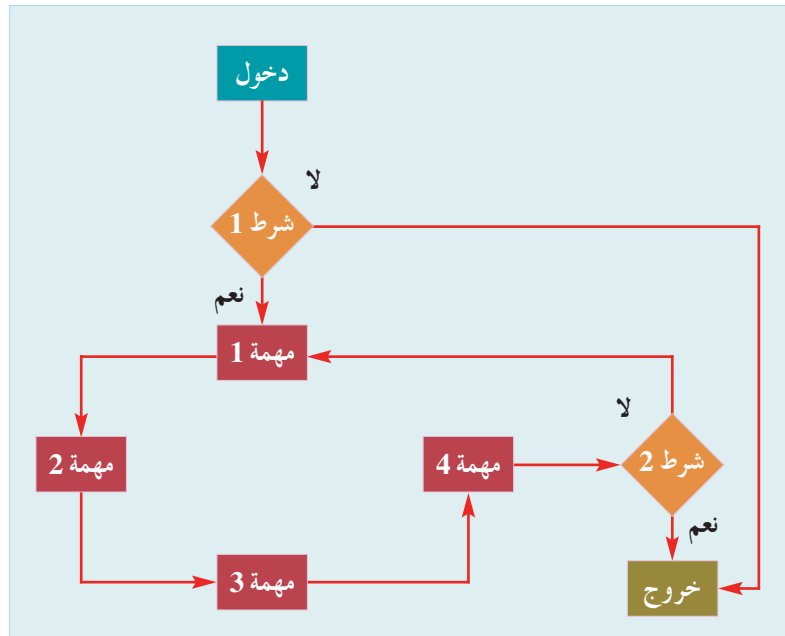 دخول
لا
شرط 1
نعم
مهمة 1
لا
مهمة 2
مهمة 4
شرط 2
نعم
مهمة 3
خروج